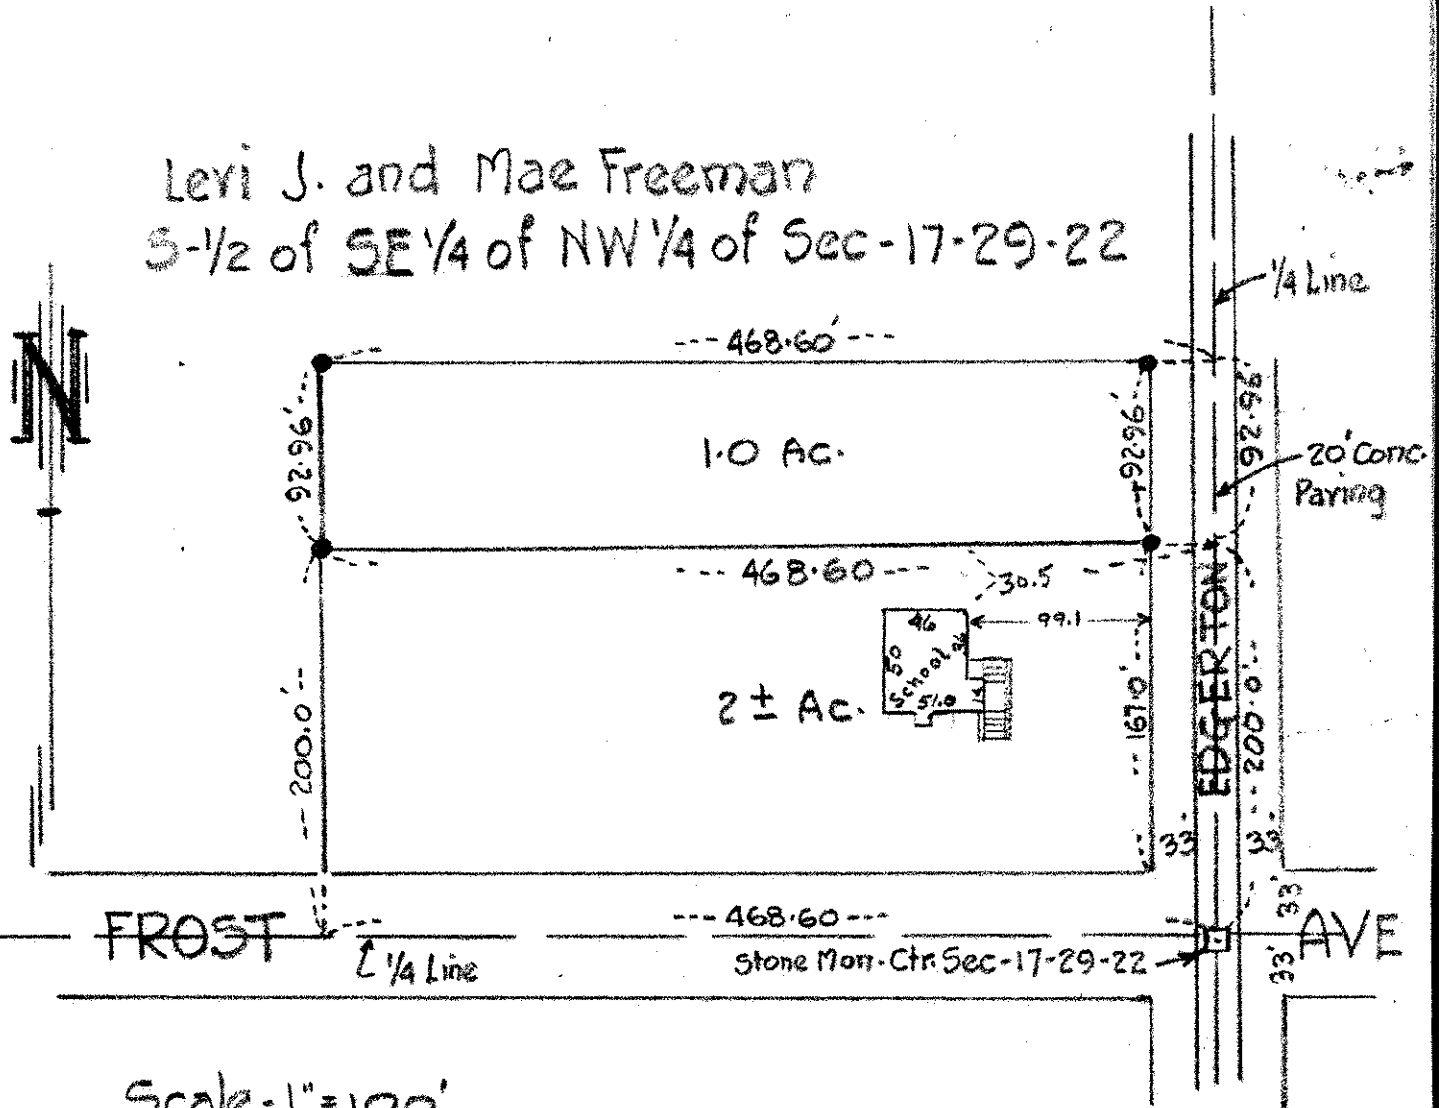 Levi J. and Mae Freeman
S-1/2 of SE 1/4 of NW 1/4 of Sec-17-29-22
N
1/4 Line
468.60'
92.96'
92.96'
92.96'
1.0 Ac.
20' Conc.
Paving
468.60
30.5
99.1
46
36
50
School
51.0
14
2 ± Ac.
200.0'
167.0'
EDGERTON
200.0'
33'
33'
FROST
468.60
33'
AVE
1/4 Line
Stone Mon. Ctr. Sec-17-29-22
33'
Scale-1"=100'